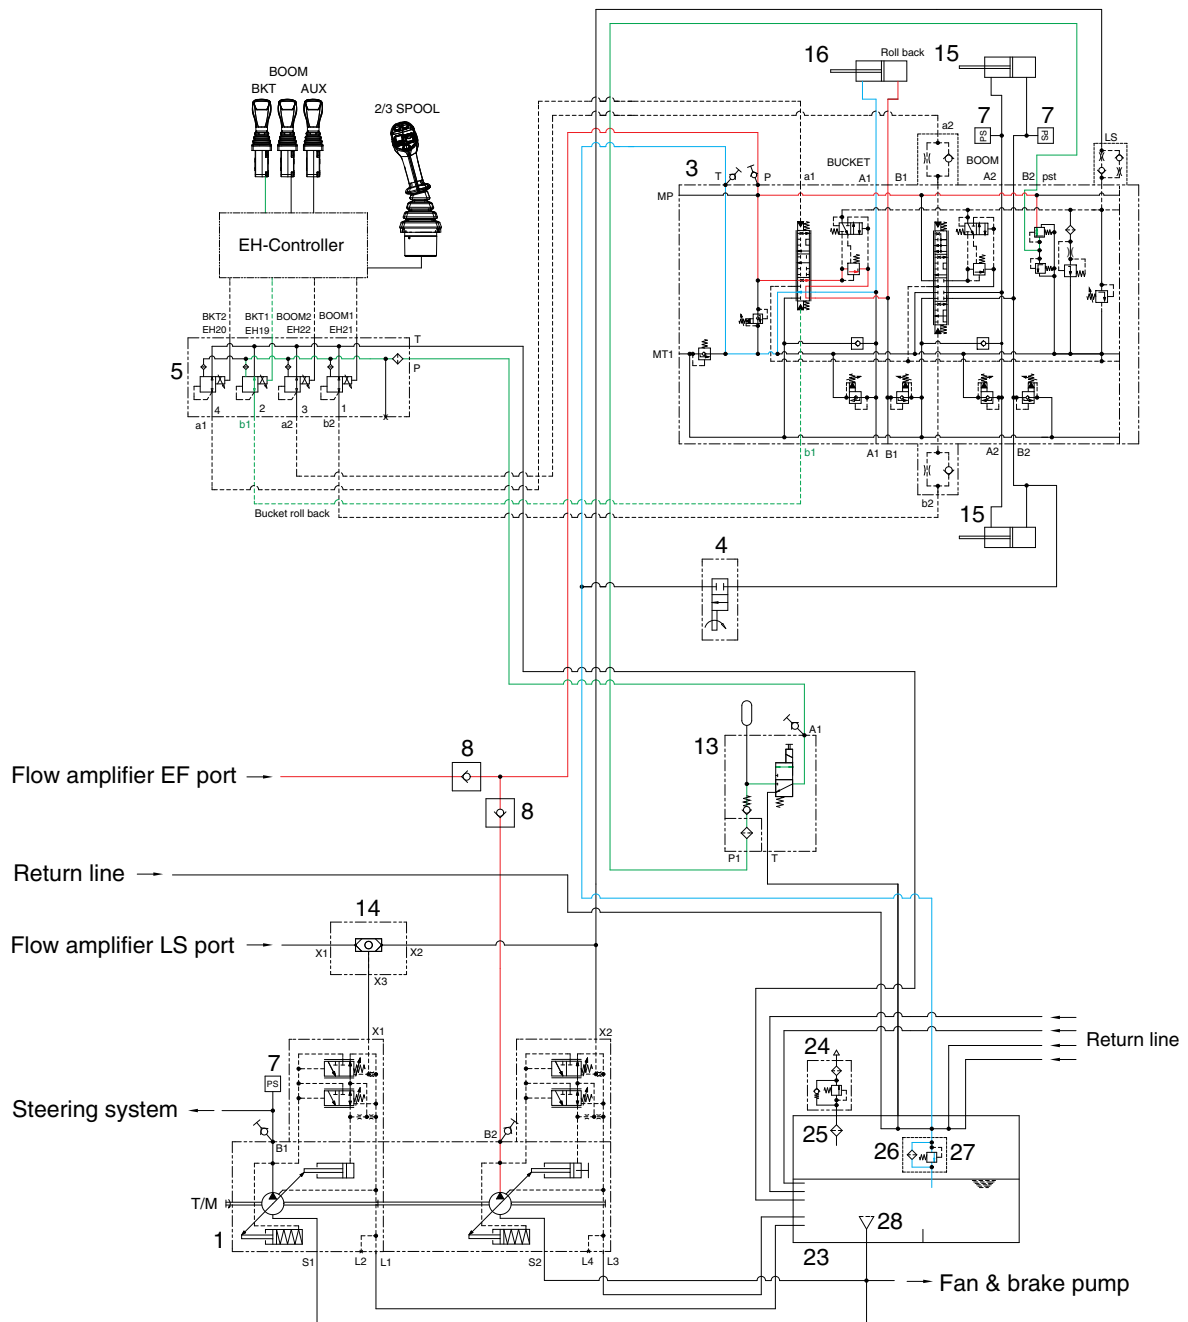 BOOM
BKT AUX
2/3 SPOOL
EH-Controller
BKT2 BKT1 BOOM2 BOOM1
EH20 EH19 EH22 EH21
T
P
5
4 2 3 1
a1 b1 a2 b2
Bucket roll back
16
Roll back
15
7 7
PS PS
a2
LS
3
T P a1
BUCKET
A1 B1
BOOM
A2 B2 pst
MP
MT1
b1 A1 B1 A2 B2
b2
15
4
13
A1
P1 T
8
Flow amplifier EF port
8
Return line
14
Flow amplifier LS port
X1 X2
X3
X1 X2
7
PS
Steering system
B1 B2
T/M
1
S1 L2 L1 S2 L4 L3
24
25
26 27
28
23
Return line
Fan & brake pump